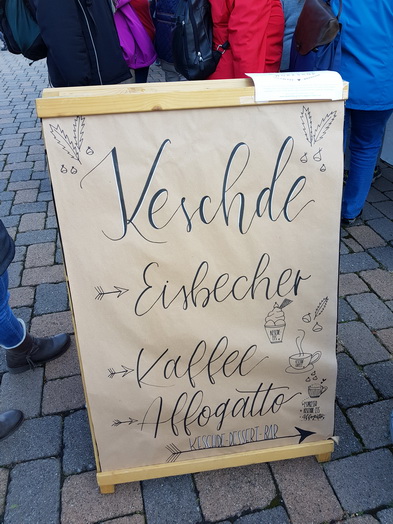 Keschde
Eisbecher
Kaffee
Affogatto
KESCHDE-DESSERT-BAR